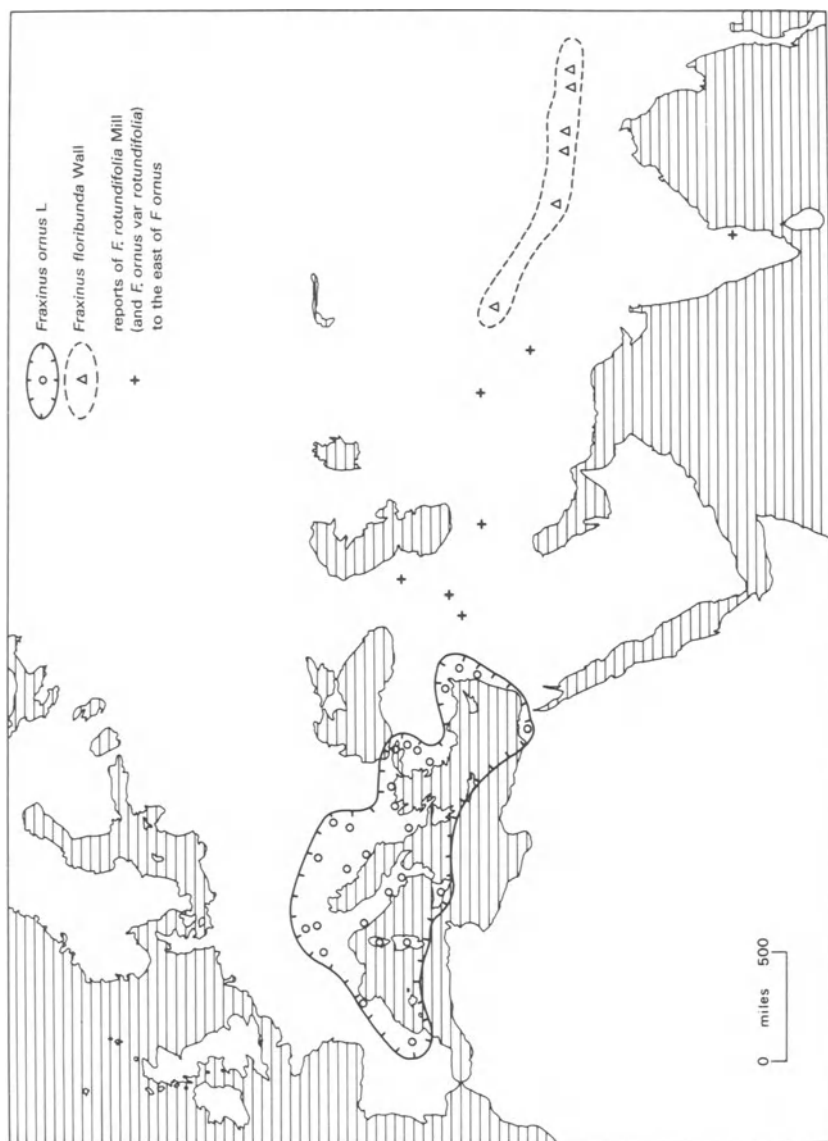 Fraxinus ornus L
Fraxinus floribunda Wall
reports of F. rotundifolia Mill
(and F. ornus var rotundifolia)
to the east of F ornus
0 miles 500